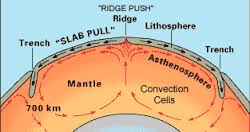 "RIDGE PUSH"
Ridge
Lithosphere
Trench
"SLAB PULL"
Trench
Asthenosphere
Mantle
Convection
Cells
700 km